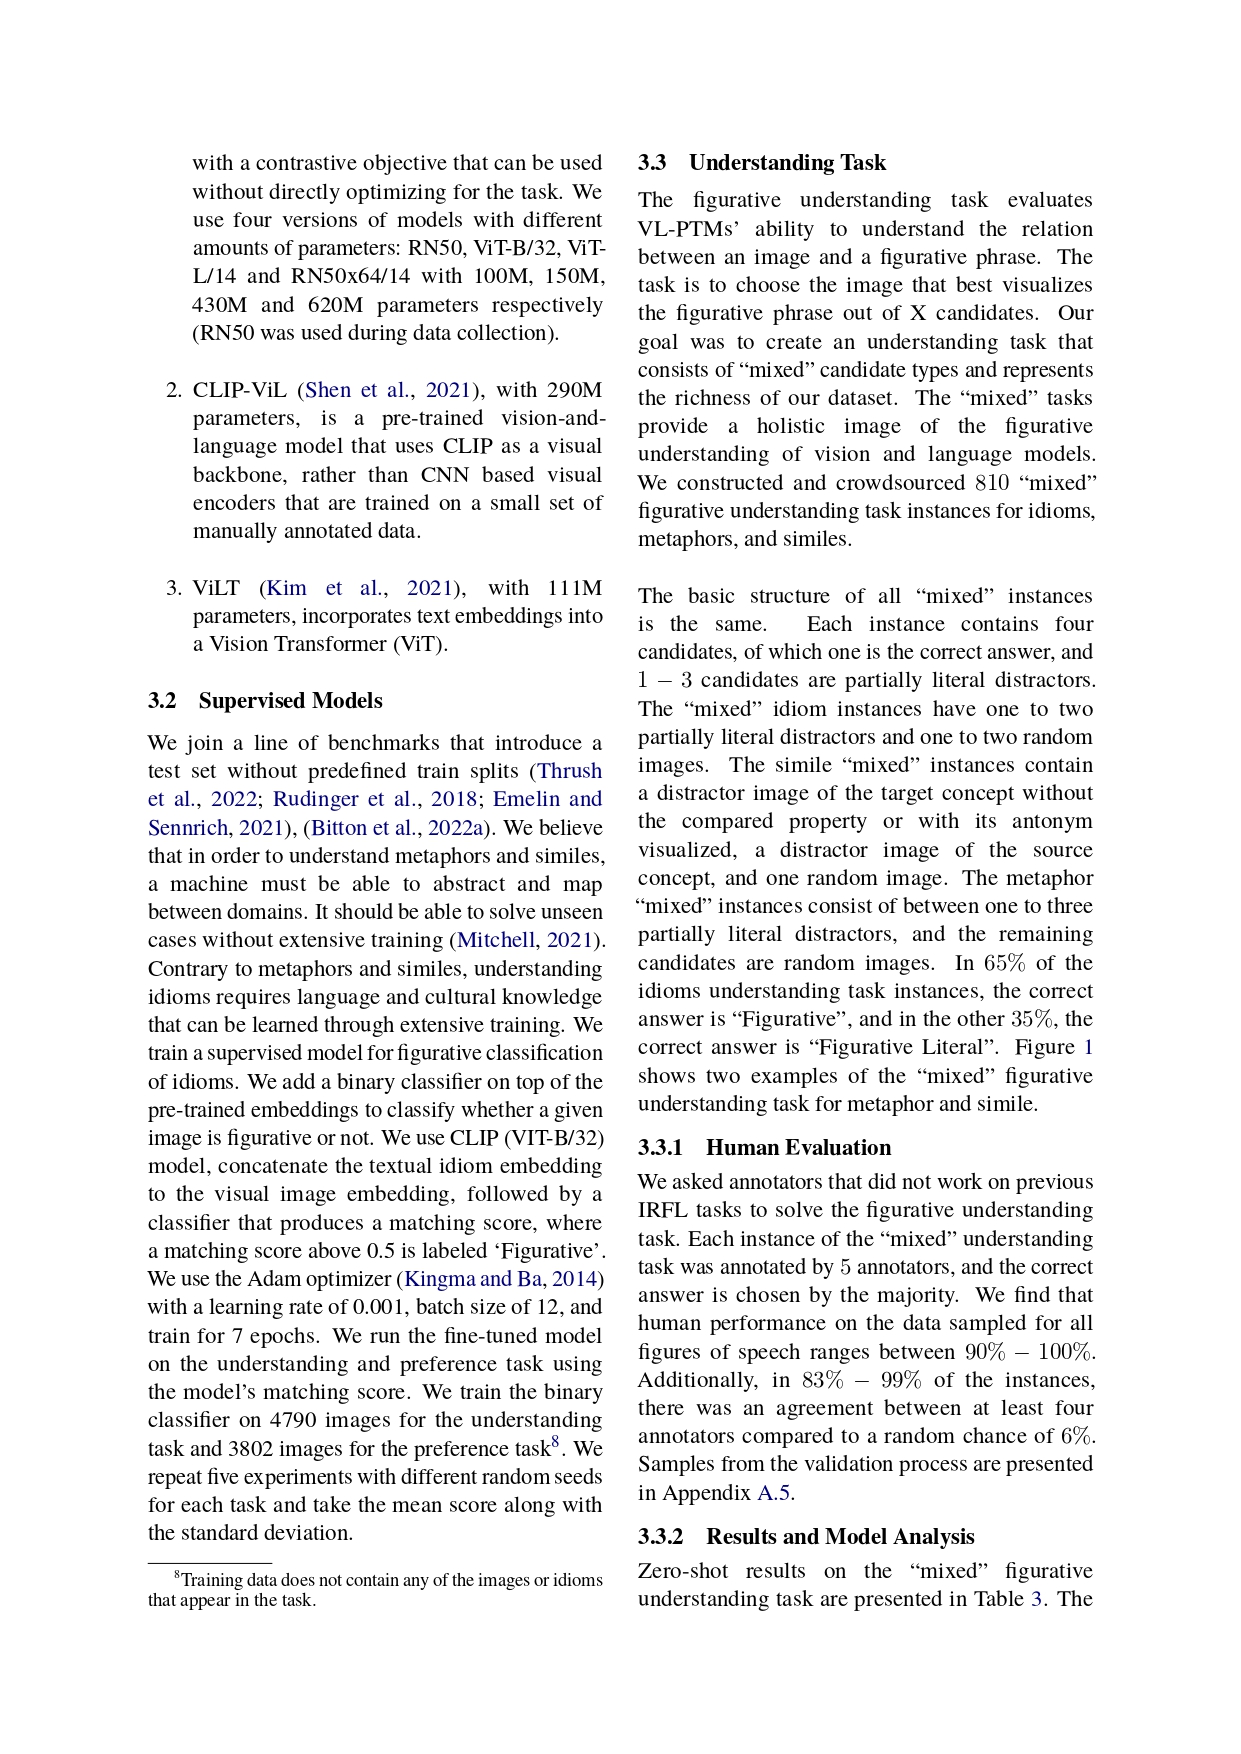 with a contrastive objective that can be used
without directly optimizing for the task. We
use four versions of models with different
amounts of parameters: RN50, ViT-B/32, ViT-
L/14 and RN50x64/14 with 100M, 150M,
430M and 620M parameters respectively
(RN50 was used during data collection).
2. CLIP-ViL (Shen et al., 2021), with 290M
parameters, is a pre-trained vision-and-
language model that uses CLIP as a visual
backbone, rather than CNN based visual
encoders that are trained on a small set of
manually annotated data.
3. ViLT (Kim et al., 2021), with 111M
parameters, incorporates text embeddings into
a Vision Transformer (ViT).
3.2 Supervised Models
We join a line of benchmarks that introduce a
test set without predefined train splits (Thrush
et al., 2022; Rudinger et al., 2018; Emelin and
Sennrich, 2021), (Bitton et al., 2022a). We believe
that in order to understand metaphors and similes,
a machine must be able to abstract and map
between domains. It should be able to solve unseen
cases without extensive training (Mitchell, 2021).
Contrary to metaphors and similes, understanding
idioms requires language and cultural knowledge
that can be learned through extensive training. We
train a supervised model for figurative classification
of idioms. We add a binary classifier on top of the
pre-trained embeddings to classify whether a given
image is figurative or not. We use CLIP (VIT-B/32)
model, concatenate the textual idiom embedding
to the visual image embedding, followed by a
classifier that produces a matching score, where
a matching score above 0.5 is labeled ‘Figurative’.
We use the Adam optimizer (Kingma and Ba, 2014)
with a learning rate of 0.001, batch size of 12, and
train for 7 epochs. We run the fine-tuned model
on the understanding and preference task using
the model’s matching score. We train the binary
classifier on 4790 images for the understanding
task and 3802 images for the preference task8. We
repeat five experiments with different random seeds
for each task and take the mean score along with
the standard deviation.
8Training data does not contain any of the images or idioms
that appear in the task.
3.3 Understanding Task
The figurative understanding task evaluates
VL-PTMs’ ability to understand the relation
between an image and a figurative phrase. The
task is to choose the image that best visualizes
the figurative phrase out of X candidates. Our
goal was to create an understanding task that
consists of “mixed” candidate types and represents
the richness of our dataset. The “mixed” tasks
provide a holistic image of the figurative
understanding of vision and language models.
We constructed and crowdsourced 810 “mixed”
figurative understanding task instances for idioms,
metaphors, and similes.
The basic structure of all “mixed” instances
is the same. Each instance contains four
candidates, of which one is the correct answer, and
1 − 3 candidates are partially literal distractors.
The “mixed” idiom instances have one to two
partially literal distractors and one to two random
images. The simile “mixed” instances contain
a distractor image of the target concept without
the compared property or with its antonym
visualized, a distractor image of the source
concept, and one random image. The metaphor
“mixed” instances consist of between one to three
partially literal distractors, and the remaining
candidates are random images. In 65% of the
idioms understanding task instances, the correct
answer is “Figurative”, and in the other 35%, the
correct answer is “Figurative Literal”. Figure 1
shows two examples of the “mixed” figurative
understanding task for metaphor and simile.
3.3.1 Human Evaluation
We asked annotators that did not work on previous
IRFL tasks to solve the figurative understanding
task. Each instance of the “mixed” understanding
task was annotated by 5 annotators, and the correct
answer is chosen by the majority. We find that
human performance on the data sampled for all
figures of speech ranges between 90% − 100%.
Additionally, in 83% − 99% of the instances,
there was an agreement between at least four
annotators compared to a random chance of 6%.
Samples from the validation process are presented
in Appendix A.5.
3.3.2 Results and Model Analysis
Zero-shot results on the “mixed” figurative
understanding task are presented in Table 3. The